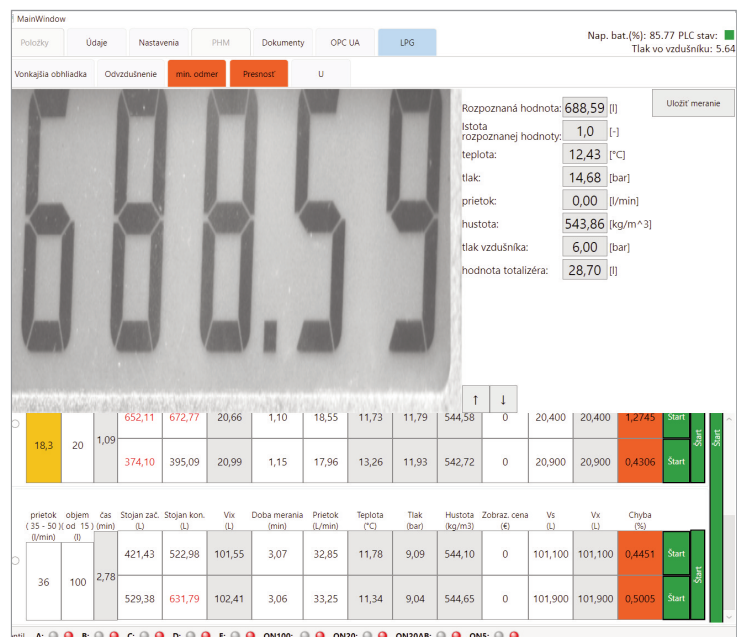 MainWindow
Položky Údaje Nastavenia PHM Dokumenty OPC UA LPG
Nap. bat.(%): 85.77 PLC stav:
Tlak vo vzdušníku: 5.64
Vonkajšia obhliadka Odvzdušnenie min. odmer Presnosť U
688.59
Rozpoznaná hodnota: 688,59 [l]
Uložiť meranie
Istota
rozpoznanej hodnoty: 1,0 [-]
teplota: 12,43 [°C]
tlak: 14,68 [bar]
prietok: 0,00 [l/min]
hustota: 543,86 [kg/m^3]
tlak vzdušníka: 6,00 [bar]
hodnota totalizéra: 28,70 [l]
↑ ↓
652,11 672,77 20,66 1,10 18,55 11,73 11,79 544,58 0 20,400 20,400 1,2745 Štart
18,3 20 1,09 Štart Štart
374,10 395,09 20,99 1,15 17,96 13,26 11,93 542,72 0 20,900 20,900 0,4306 Štart
prietok objem čas Stojan zač. Stojan kon. Vix Doba merania Prietok Teplota Tlak Hustota Zobraz. cena Vs Vx Chyba
( 35 - 50 )( od 15 ) (min) (L) (L) (L) (min) (L/min) (°C) (bar) (kg/m3) (€) (L) (L) (%)
(l/min) (l)
421,43 522,98 101,55 3,07 32,85 11,78 9,09 544,10 0 101,100 101,100 0,4451 Štart
36 100 2,78 Štart
529,38 631,79 102,41 3,06 33,25 11,34 9,04 544,65 0 101,900 101,900 0,5005 Štart
ntil A: B: C: D: E: ON100: ON20: ON20AB: ON5: